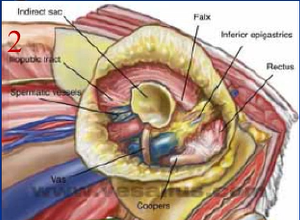 Indirect sac
Falx
2
Inferior epigastrics
Iliopubic tract
Rectus
Spermatic vessels
Vas
Coopers